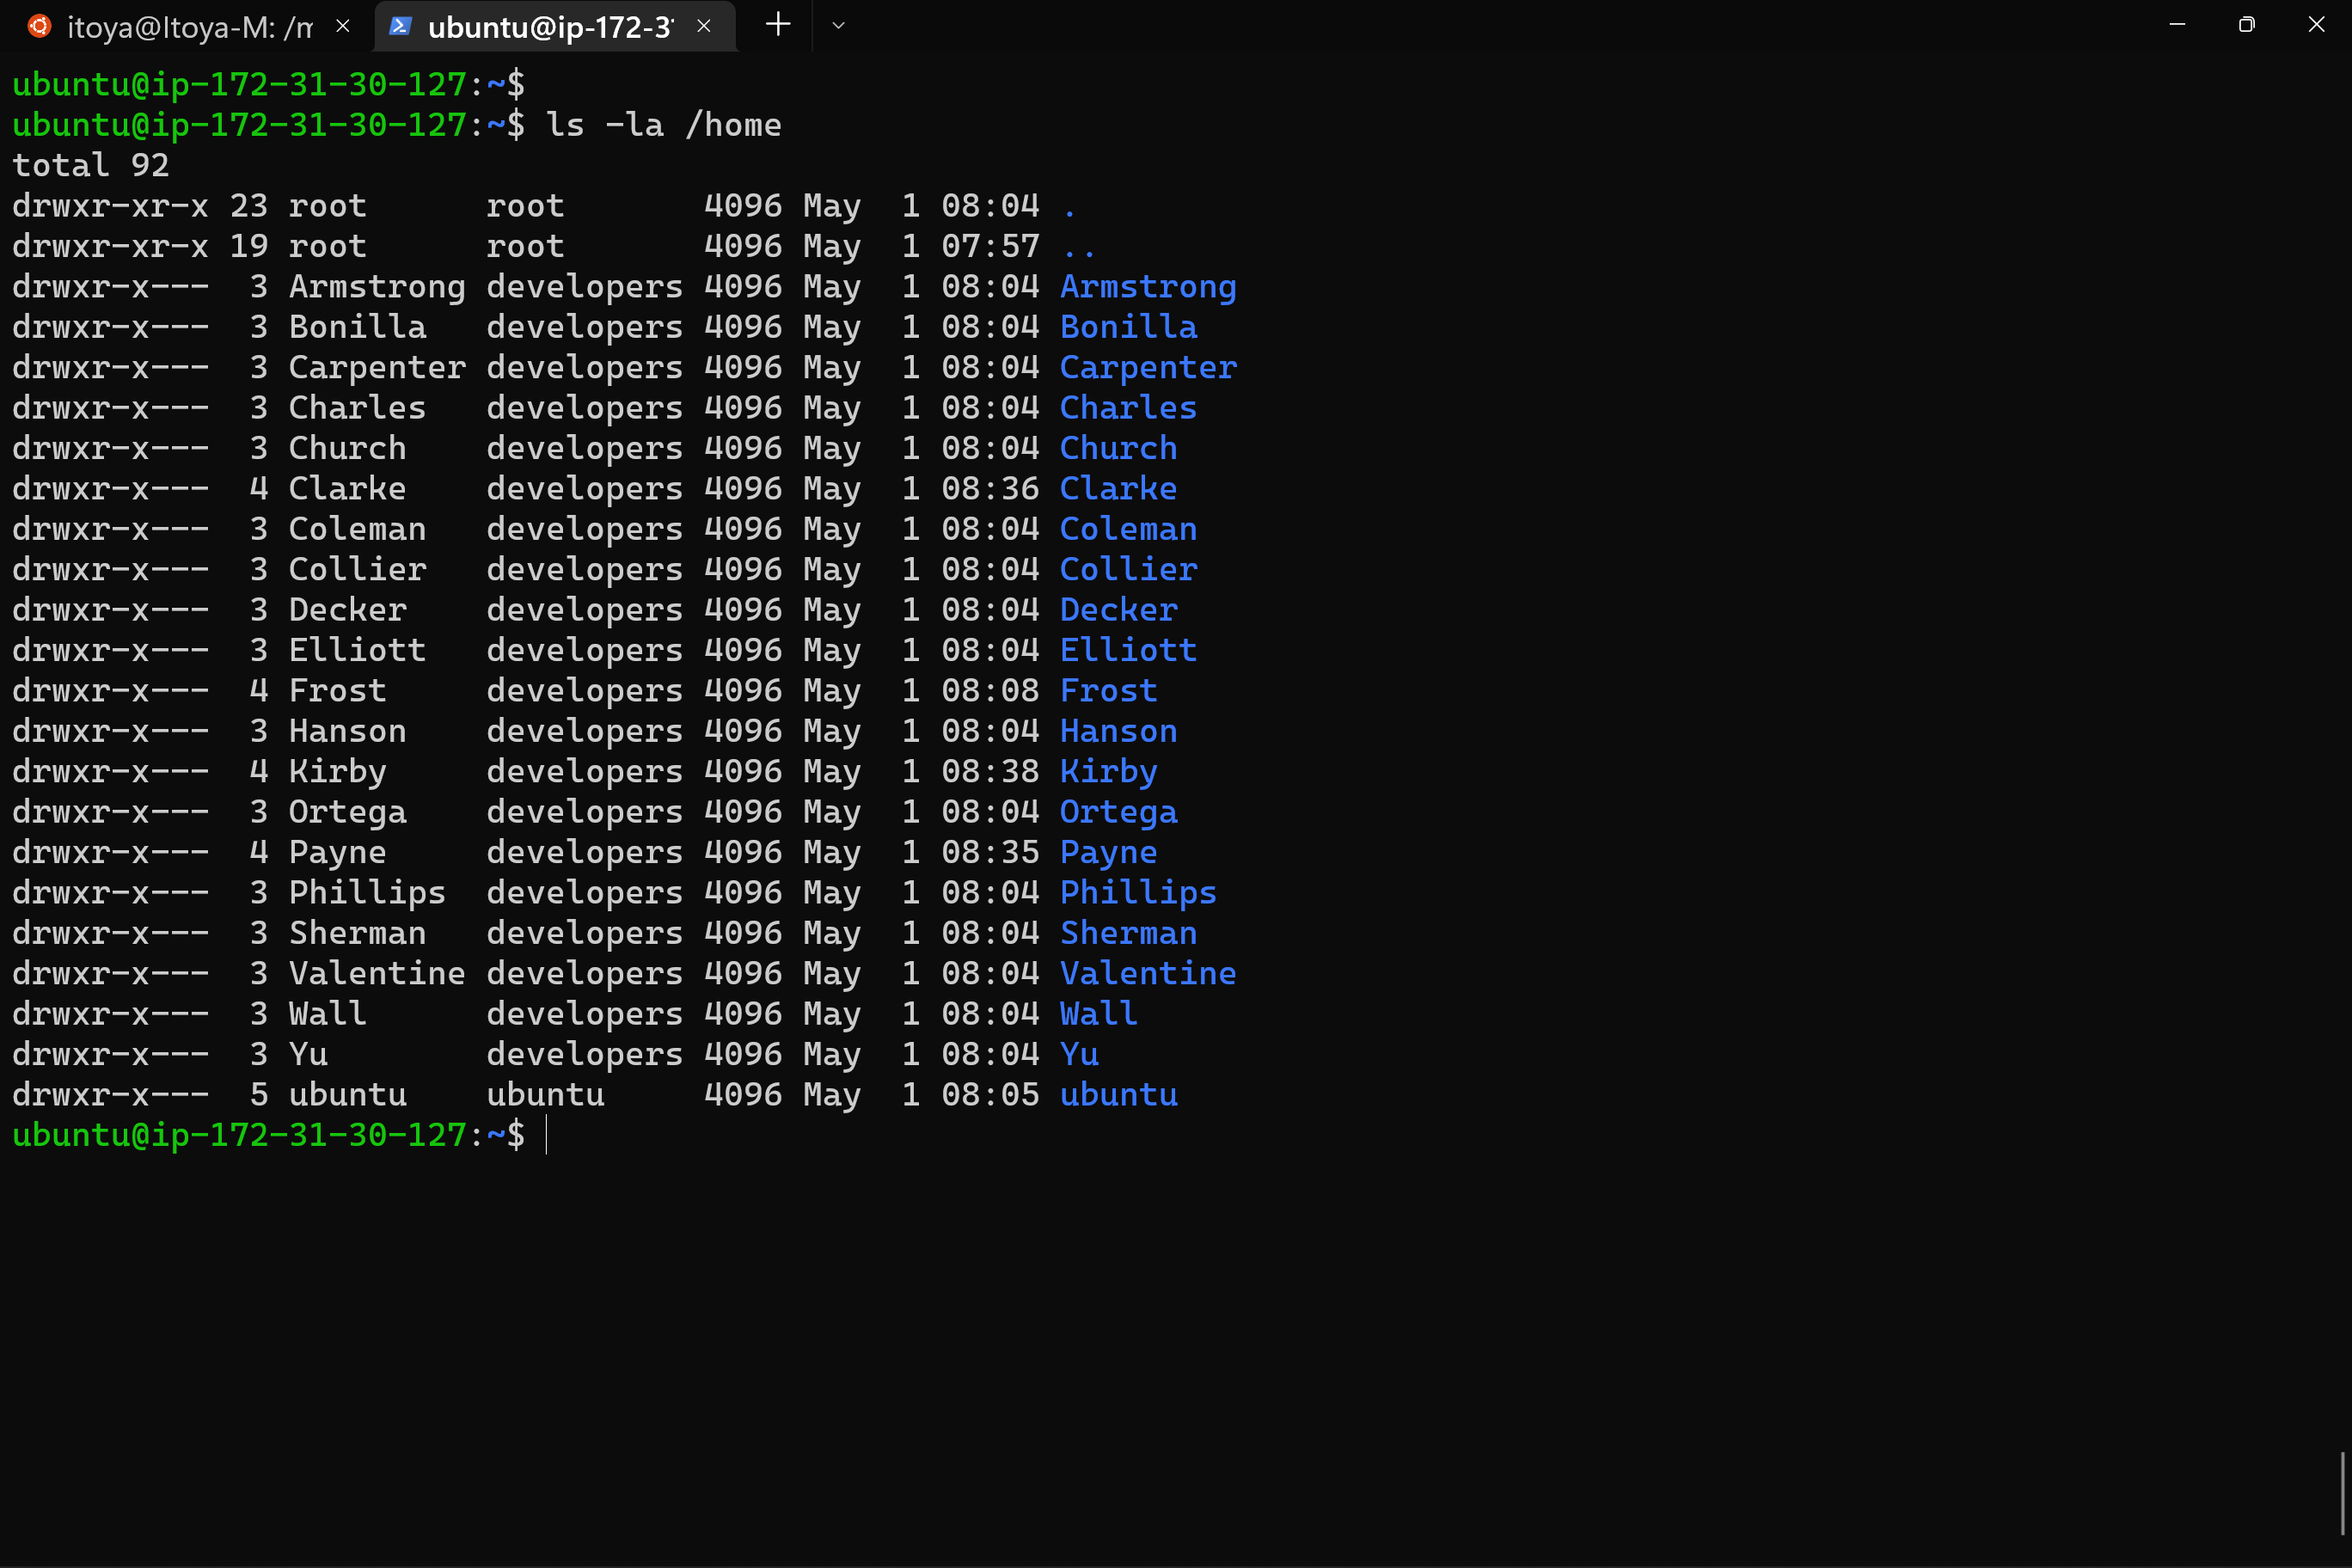 itoya@Itoya-M: /m
ubuntu@ip-172-31
ubuntu@ip-172-31-30-127:~$
ubuntu@ip-172-31-30-127:~$ ls -la /home
total 92
drwxr-xr-x 23 root      root       4096 May  1 08:04 .
drwxr-xr-x 19 root      root       4096 May  1 07:57 ..
drwxr-x---  3 Armstrong developers 4096 May  1 08:04 Armstrong
drwxr-x---  3 Bonilla   developers 4096 May  1 08:04 Bonilla
drwxr-x---  3 Carpenter developers 4096 May  1 08:04 Carpenter
drwxr-x---  3 Charles   developers 4096 May  1 08:04 Charles
drwxr-x---  3 Church    developers 4096 May  1 08:04 Church
drwxr-x---  4 Clarke    developers 4096 May  1 08:36 Clarke
drwxr-x---  3 Coleman   developers 4096 May  1 08:04 Coleman
drwxr-x---  3 Collier   developers 4096 May  1 08:04 Collier
drwxr-x---  3 Decker    developers 4096 May  1 08:04 Decker
drwxr-x---  3 Elliott   developers 4096 May  1 08:04 Elliott
drwxr-x---  4 Frost     developers 4096 May  1 08:08 Frost
drwxr-x---  3 Hanson    developers 4096 May  1 08:04 Hanson
drwxr-x---  4 Kirby     developers 4096 May  1 08:38 Kirby
drwxr-x---  3 Ortega    developers 4096 May  1 08:04 Ortega
drwxr-x---  4 Payne     developers 4096 May  1 08:35 Payne
drwxr-x---  3 Phillips  developers 4096 May  1 08:04 Phillips
drwxr-x---  3 Sherman   developers 4096 May  1 08:04 Sherman
drwxr-x---  3 Valentine developers 4096 May  1 08:04 Valentine
drwxr-x---  3 Wall      developers 4096 May  1 08:04 Wall
drwxr-x---  3 Yu        developers 4096 May  1 08:04 Yu
drwxr-x---  5 ubuntu    ubuntu     4096 May  1 08:05 ubuntu
ubuntu@ip-172-31-30-127:~$